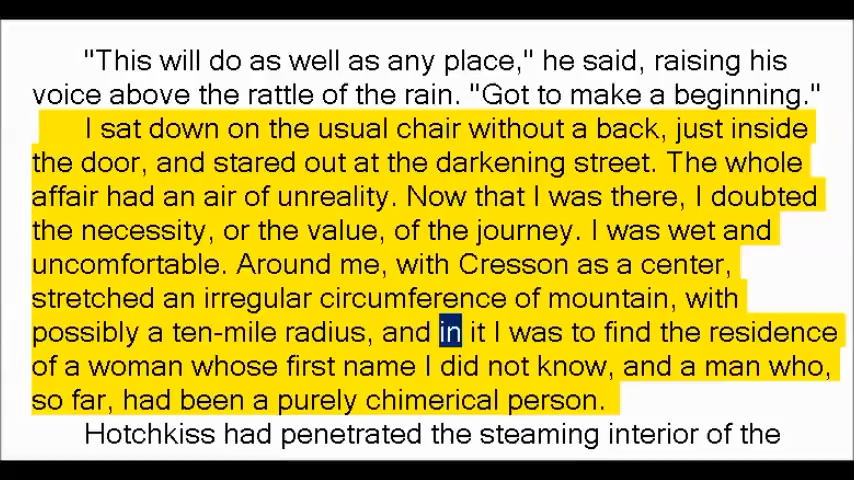 "This will do as well as any place," he said, raising his
voice above the rattle of the rain. "Got to make a beginning."
I sat down on the usual chair without a back, just inside
the door, and stared out at the darkening street. The whole
affair had an air of unreality. Now that I was there, I doubted
the necessity, or the value, of the journey. I was wet and
uncomfortable. Around me, with Cresson as a center,
stretched an irregular circumference of mountain, with
possibly a ten-mile radius, and in it I was to find the residence
of a woman whose first name I did not know, and a man who,
so far, had been a purely chimerical person.
Hotchkiss had penetrated the steaming interior of the